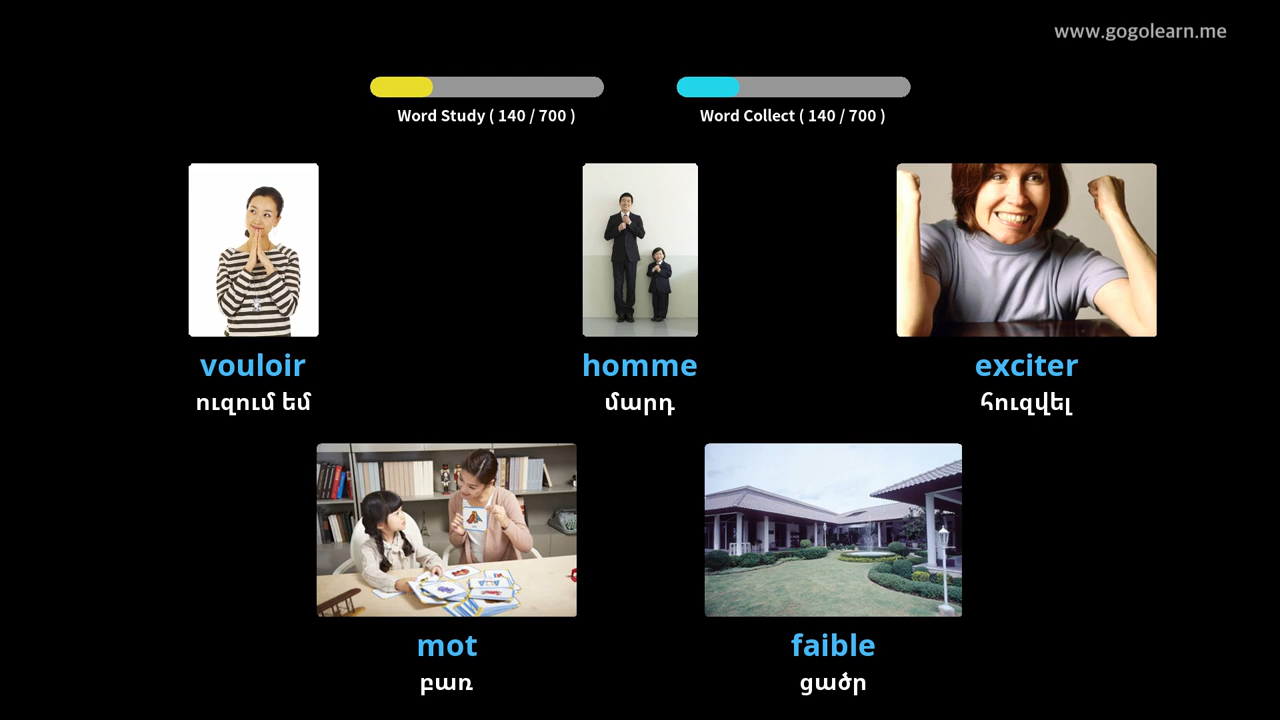 www.gogolearn.me
Word Study ( 140 / 700 )
Word Collect ( 140 / 700 )
vouloir
ուզում եմ
homme
մարդ
exciter
հուզվել
mot
բառ
faible
ցածր